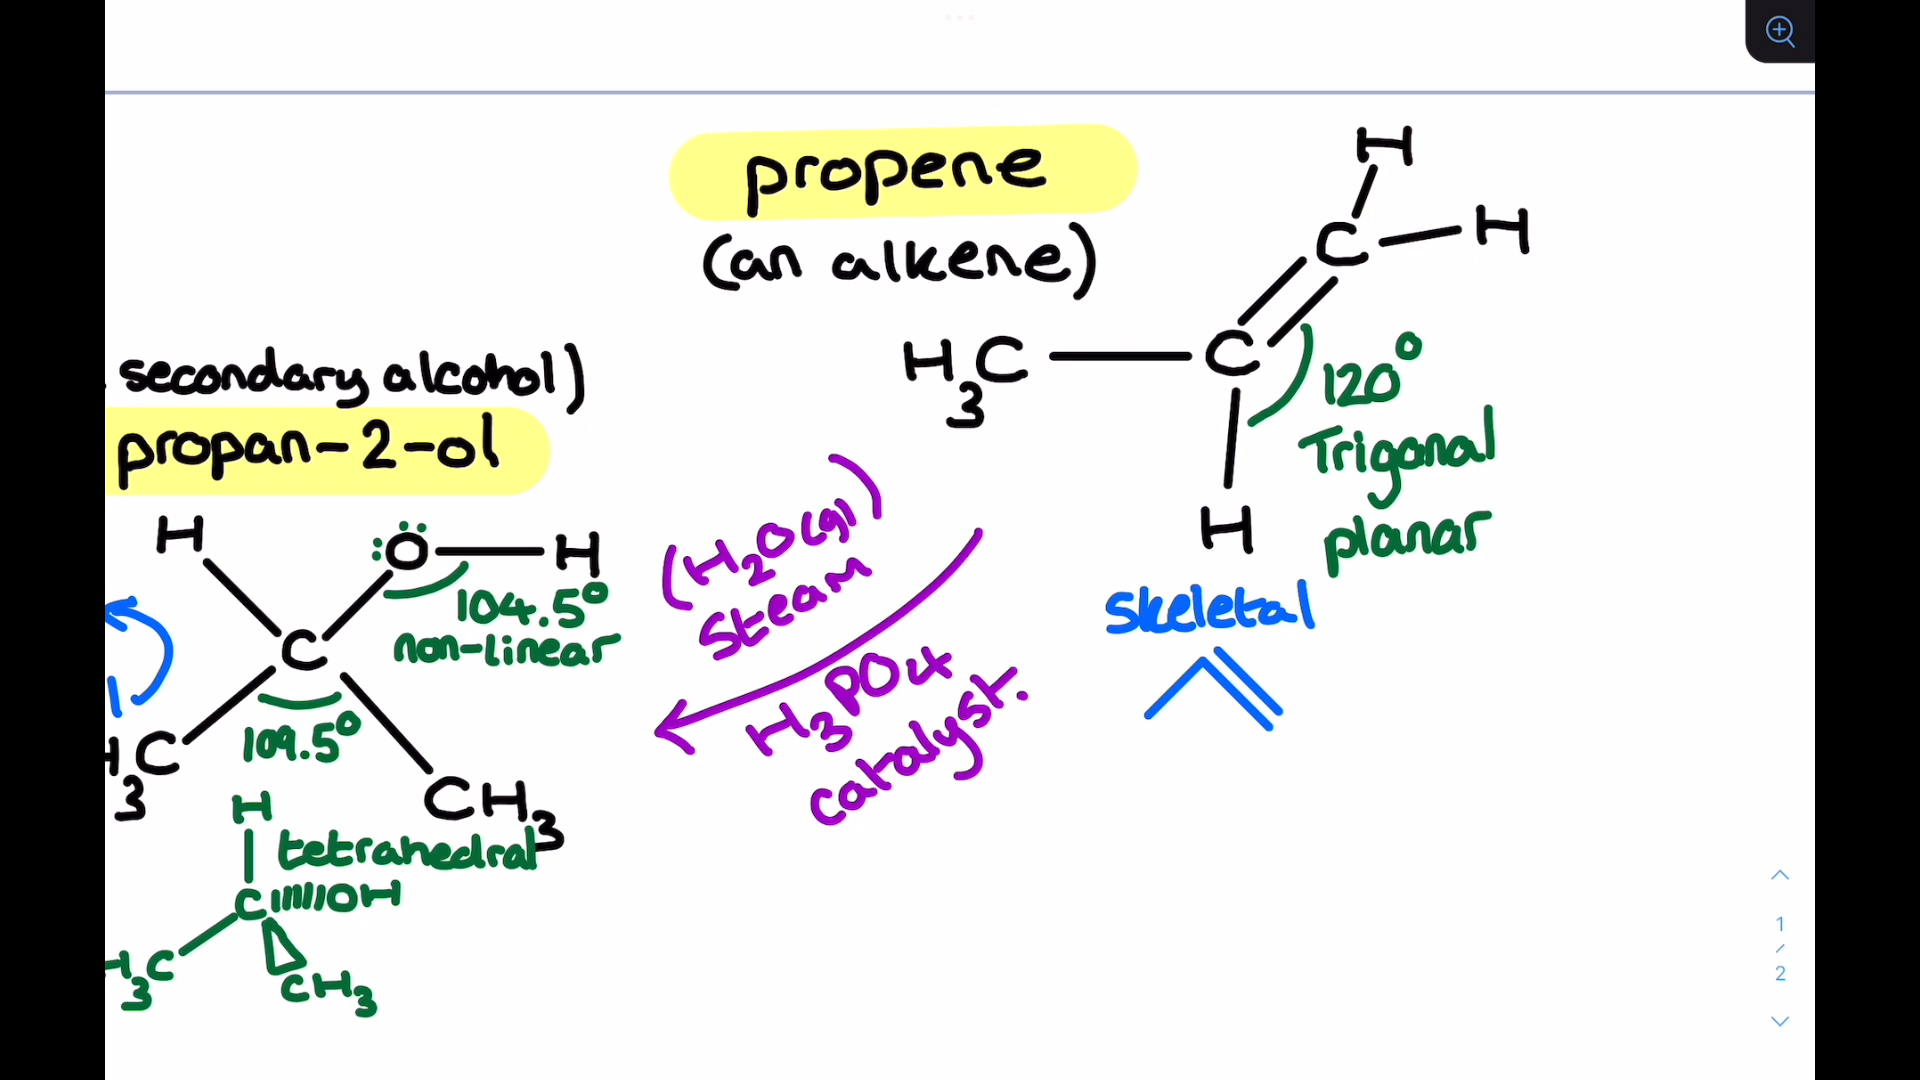 propene
(an alkene)
H
C
H
H3C
C
120°
Trigonal
planar
H
skeletal
secondary alcohol)
propan-2-ol
H
:Ö
H
104.5°
non-linear
C
109.5°
H3C
CH3
(H2O(g))
Steam
H3PO4
catalyst.
H
tetrahedral
C
OH
H3C
CH3
1
/
2